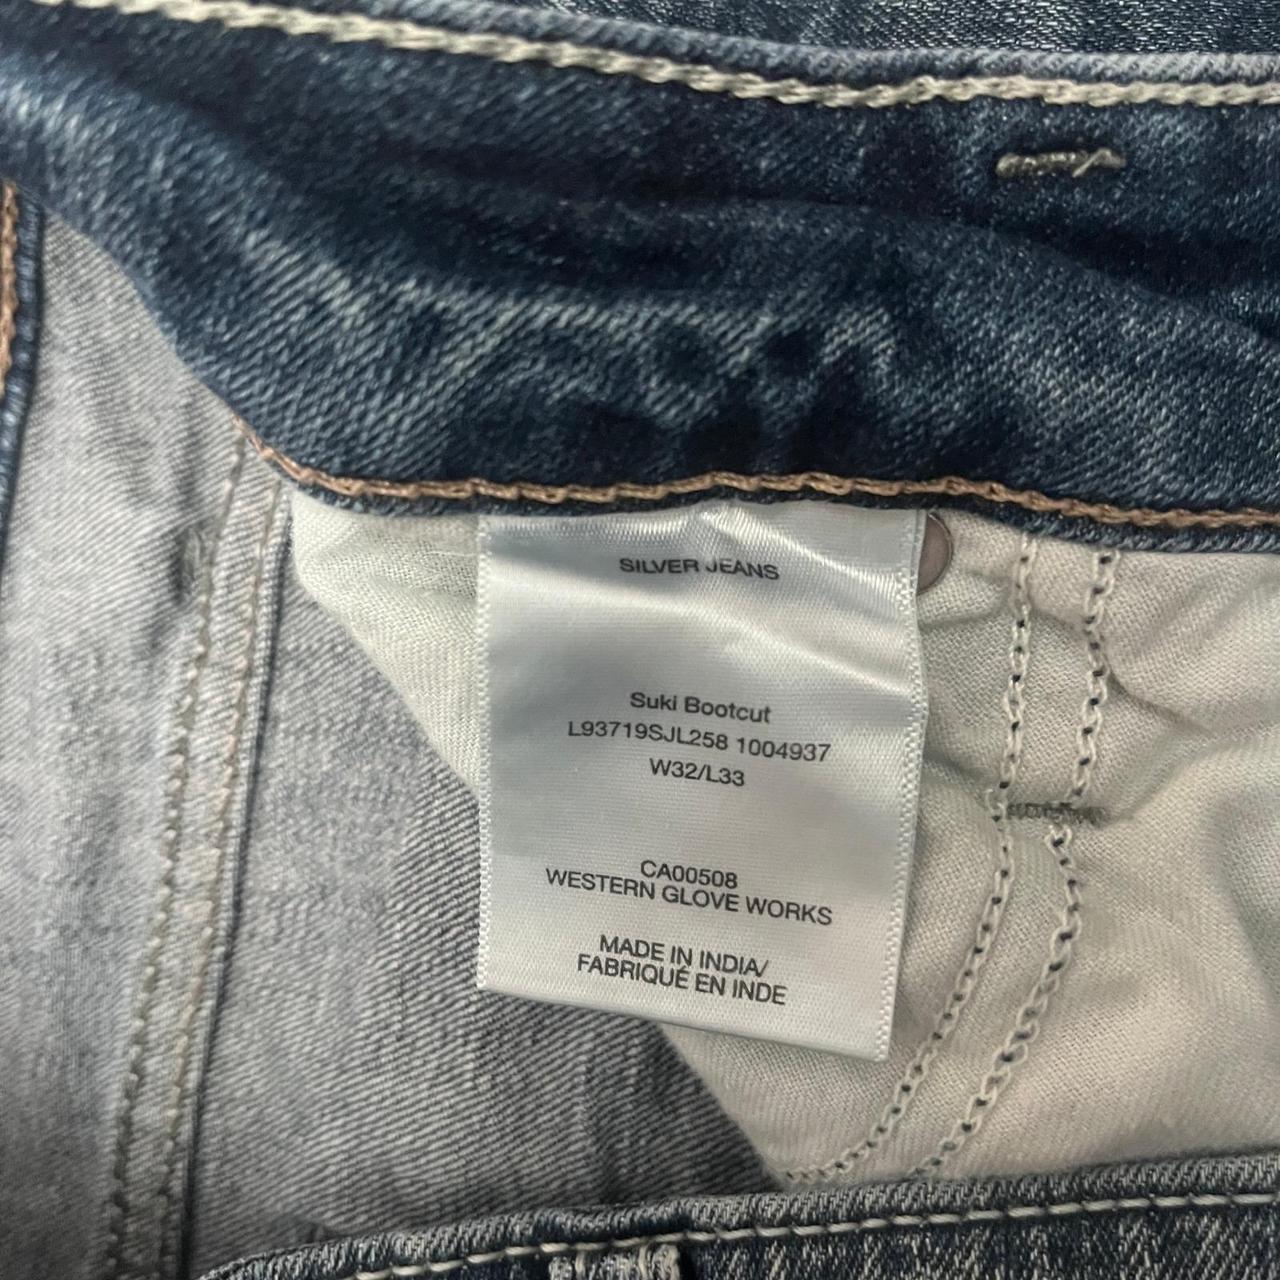 SILVER JEANS
Suki Bootcut
L93719SJL258 1004937
W32/L33
CA00508
WESTERN GLOVE WORKS
MADE IN INDIA/
FABRIQUÉ EN INDE